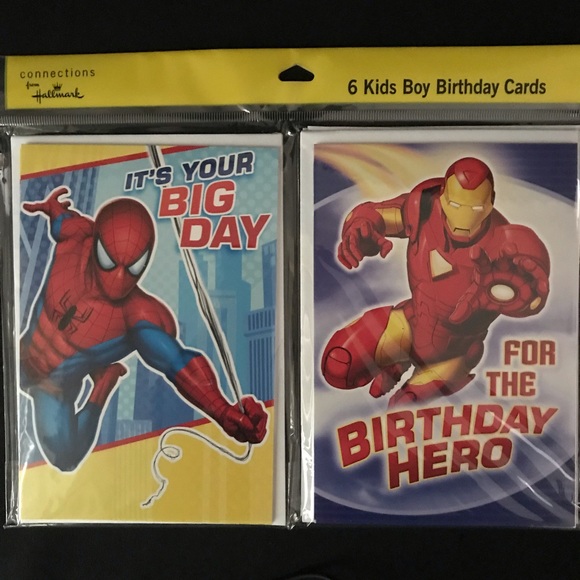 connections
from
Hallmark
6 Kids Boy Birthday Cards
IT'S YOUR
BIG
DAY
FOR
THE
BIRTHDAY
HERO